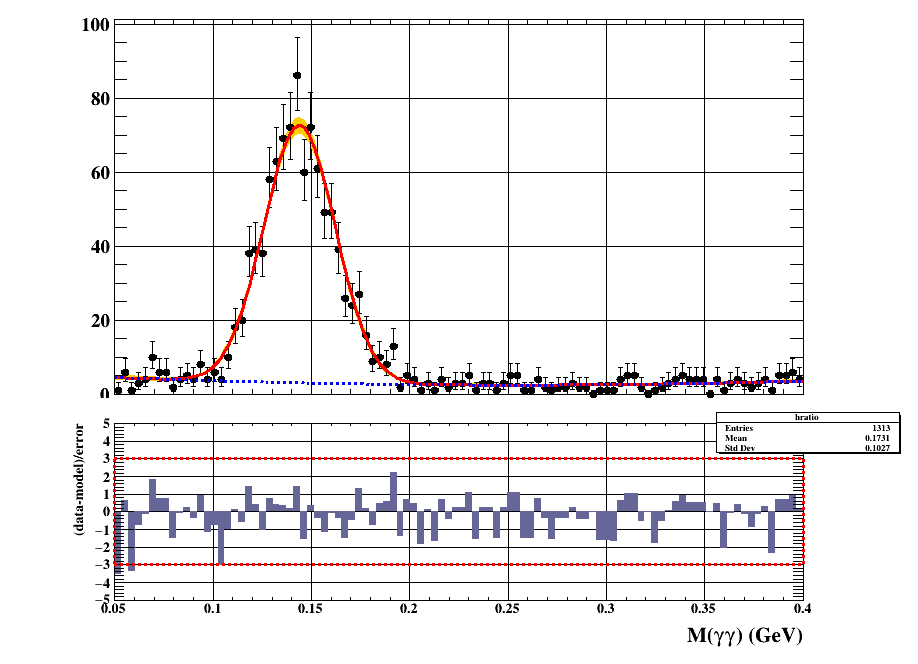 100
80
60
40
20
0
hratio
Entries 1313
Mean 0.1731
Std Dev 0.1027
(data-model)/error
5
4
3
2
1
0
−1
−2
−3
−4
−5
0.05 0.1 0.15 0.2 0.25 0.3 0.35 0.4
M(γγ) (GeV)